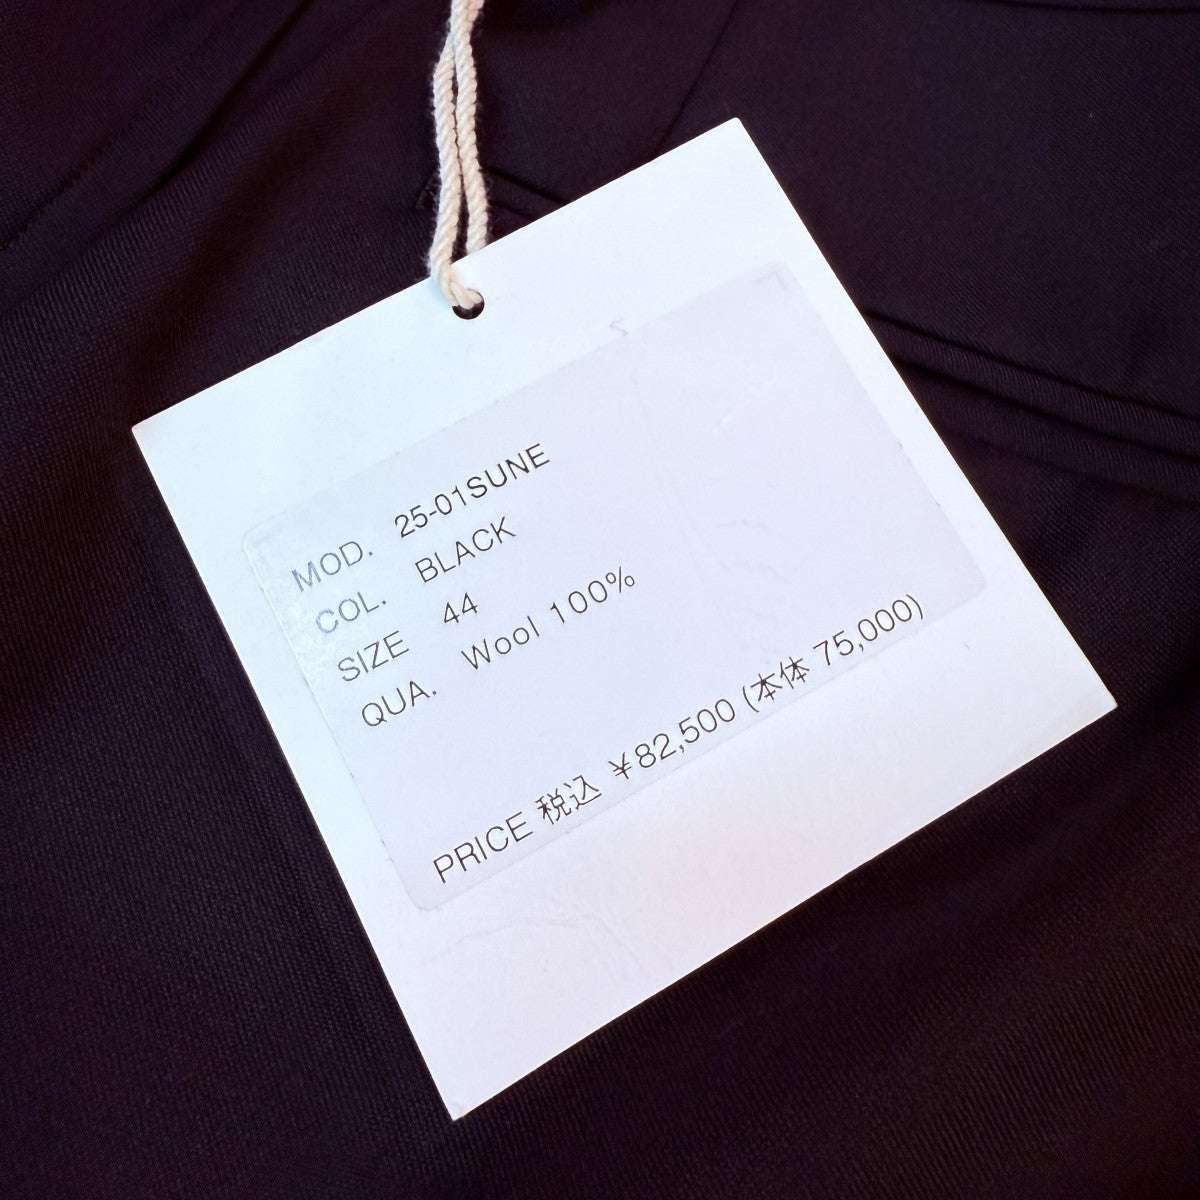 MOD. 25-01SUNE
COL. BLACK
SIZE 44
QUA. Wool 100%
PRICE 税込 ¥82,500 (本体 75,000)